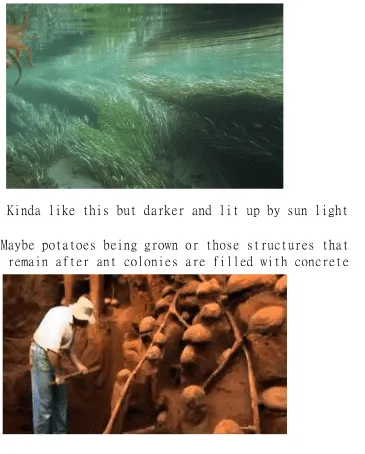 Kinda like this but darker and lit up by sun light
Maybe potatoes being grown or those structures that
remain after ant colonies are filled with concrete